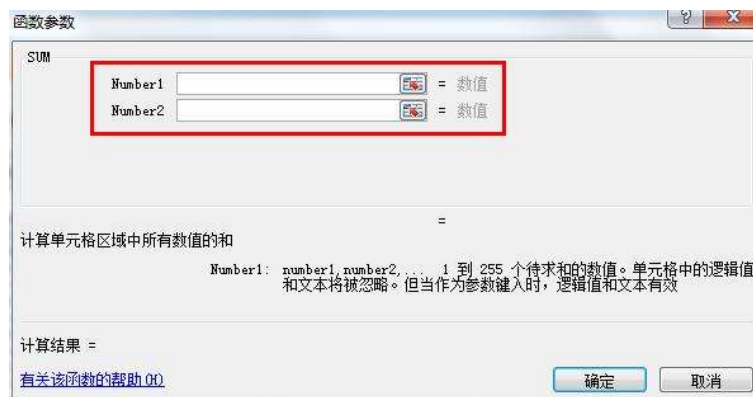 函数参数
SUM
Number1 = 数值
Number2 = 数值
=
计算单元格区域中所有数值的和
Number1: number1,number2,... 1 到 255 个待求和的数值。单元格中的逻辑值
和文本将被忽略。但当作为参数键入时，逻辑值和文本有效
计算结果 =
有关该函数的帮助(H)
确定 取消